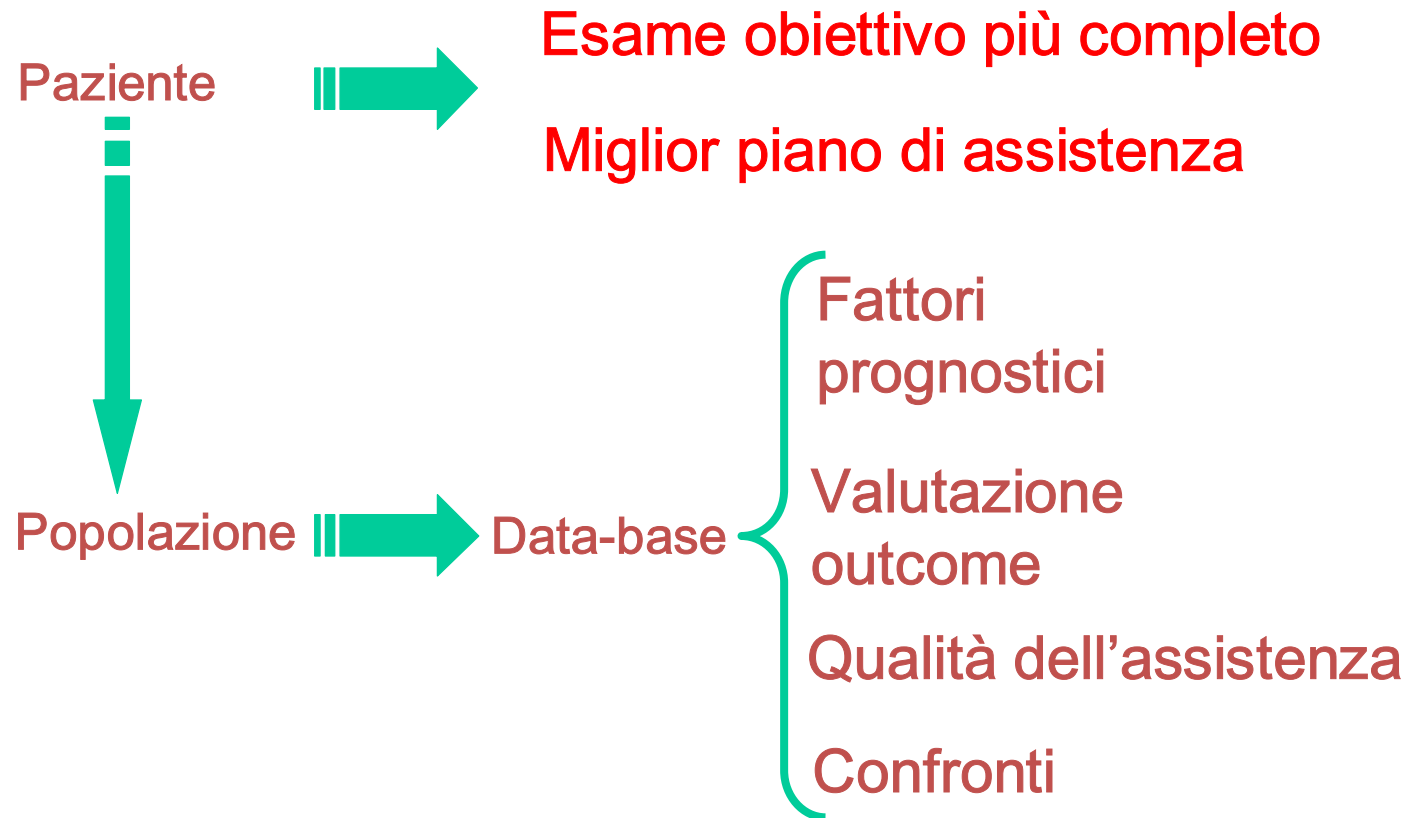 Esame obiettivo più completo
Paziente
Miglior piano di assistenza
Popolazione
Data-base
Fattori
prognostici
Valutazione
outcome
Qualità dell’assistenza
Confronti